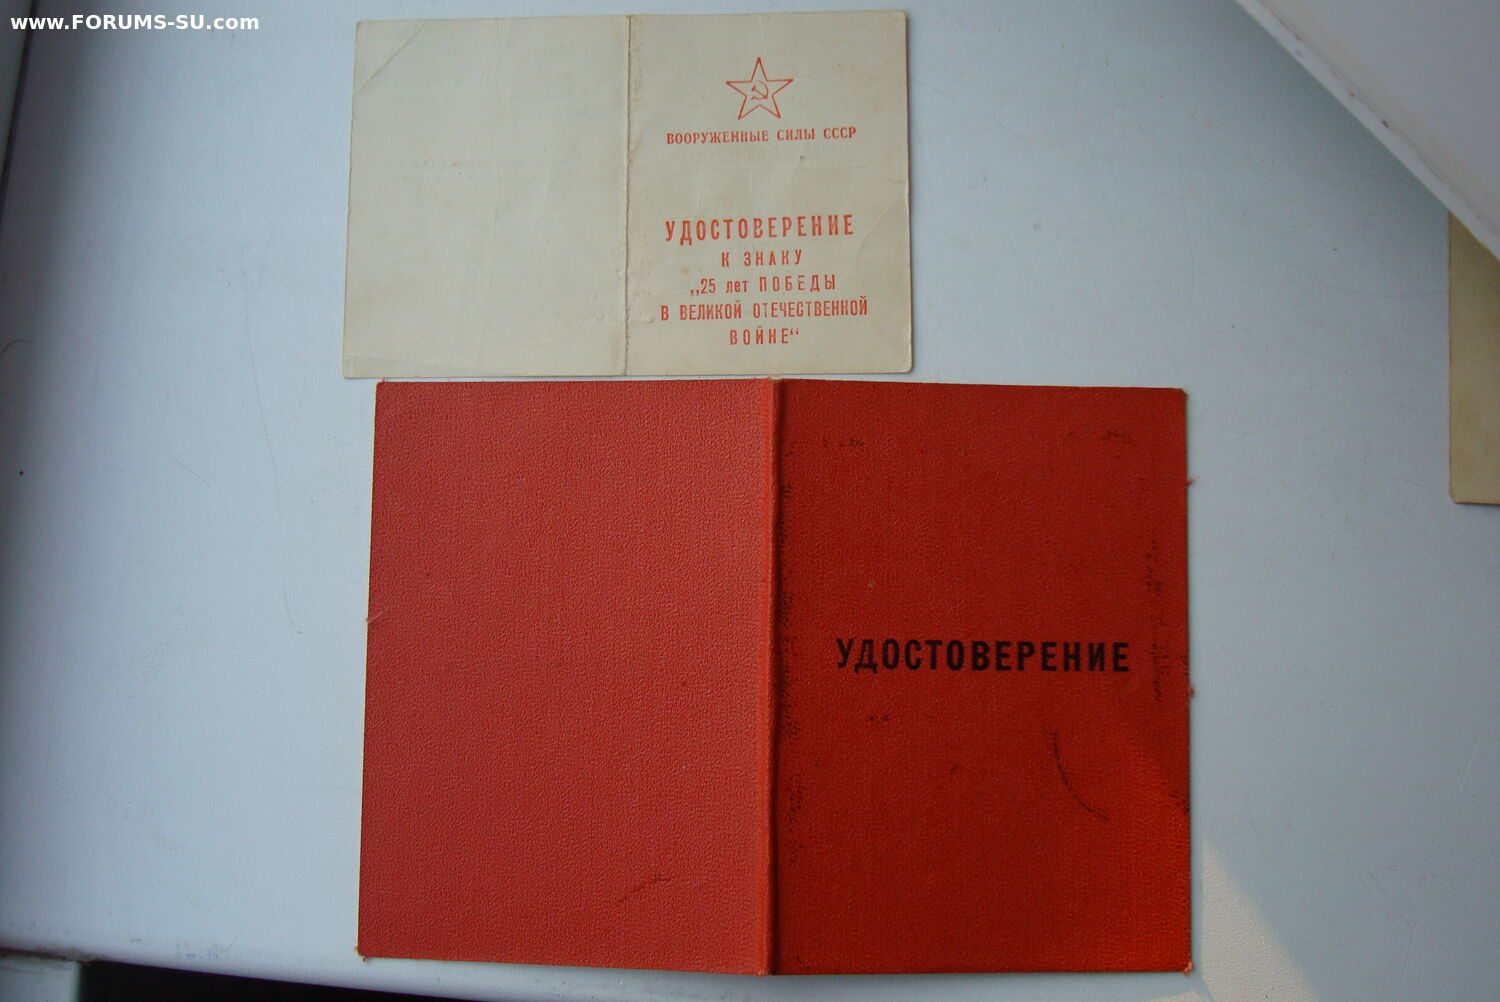 www.FORUMS-SU.com
ВООРУЖЕННЫЕ СИЛЫ СССР
УДОСТОВЕРЕНИЕ
К ЗНАКУ
„25 лет ПОБЕДЫ
В ВЕЛИКОЙ ОТЕЧЕСТВЕННОЙ
ВОЙНЕ“
УДОСТОВЕРЕНИЕ